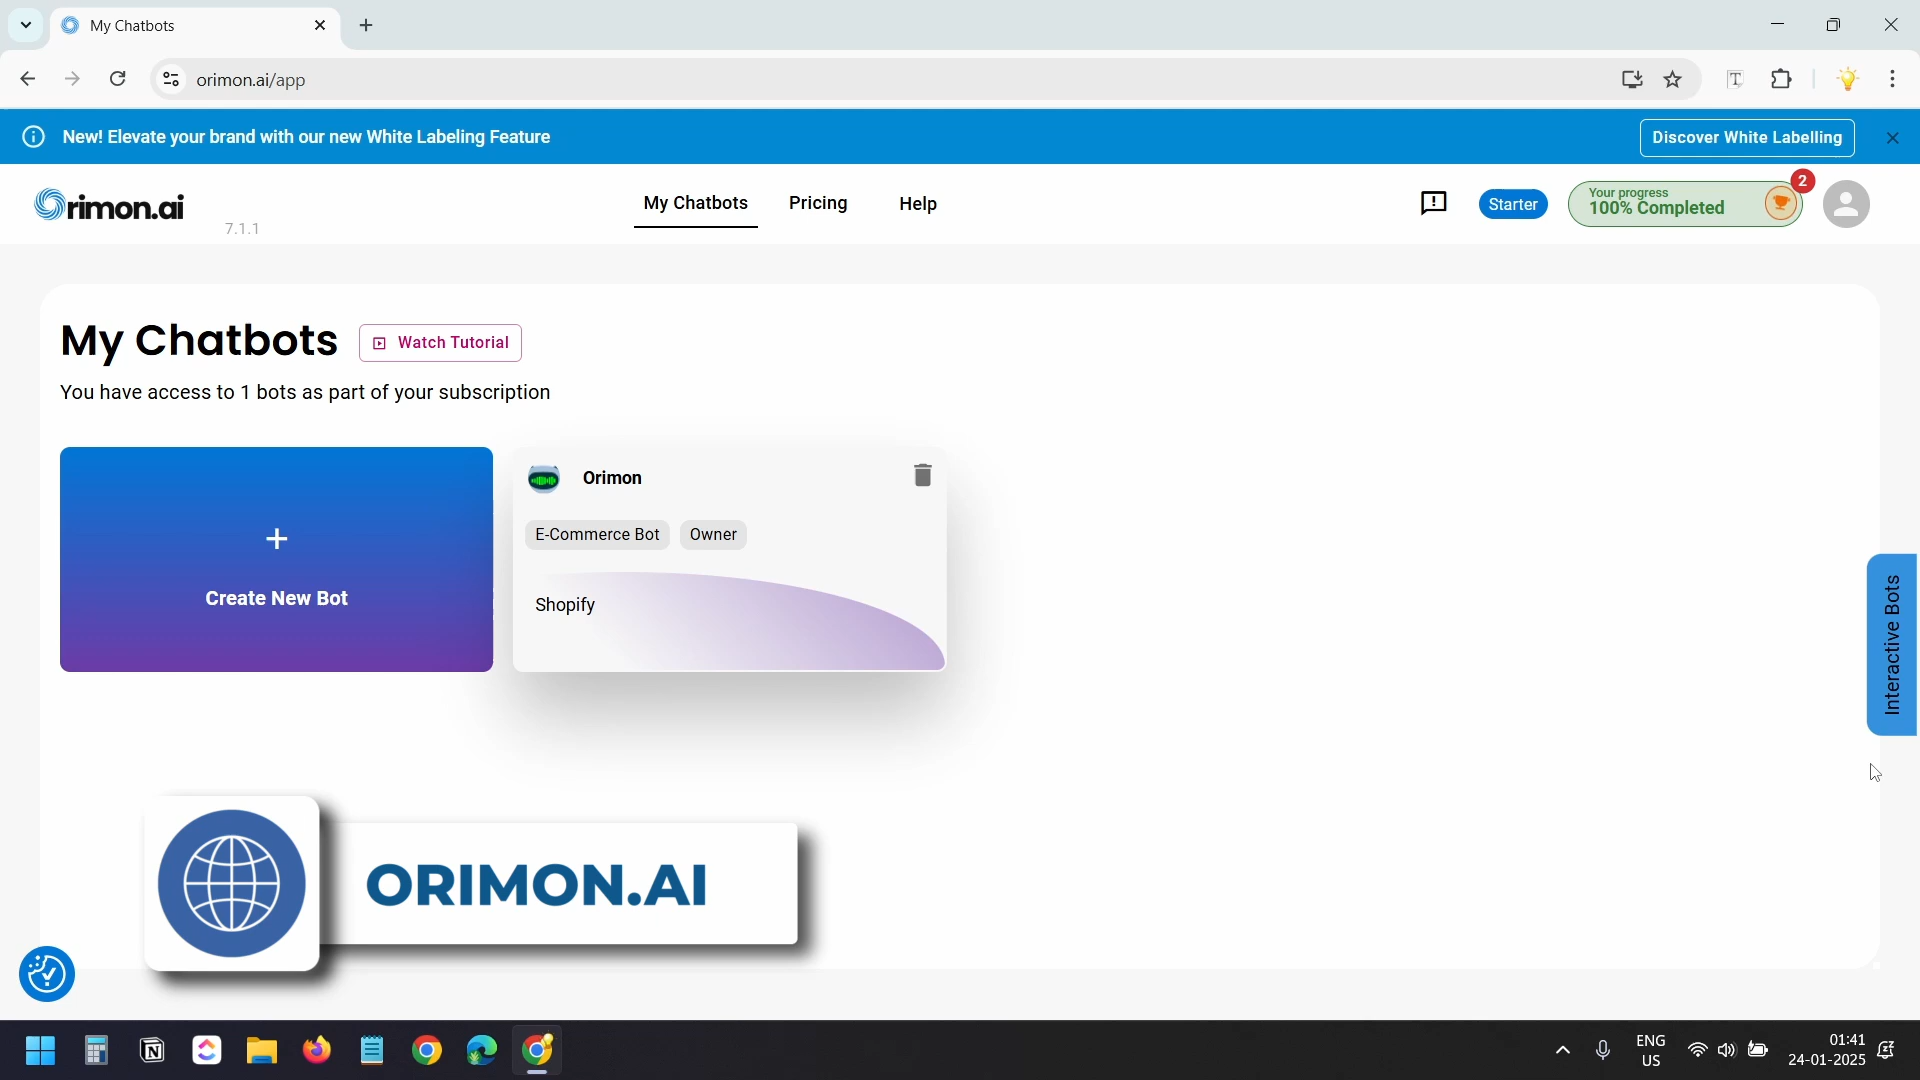 My Chatbots
orimon.ai/app
New! Elevate your brand with our new White Labeling Feature
Discover White Labelling
rimon.ai
7.1.1
My Chatbots
Pricing
Help
Starter
Your progress
100% Completed
2
My Chatbots
Watch Tutorial
You have access to 1 bots as part of your subscription
Create New Bot
Orimon
E-Commerce Bot
Owner
Shopify
Interactive Bots
ORIMON.AI
ENG
US
01:41
24-01-2025